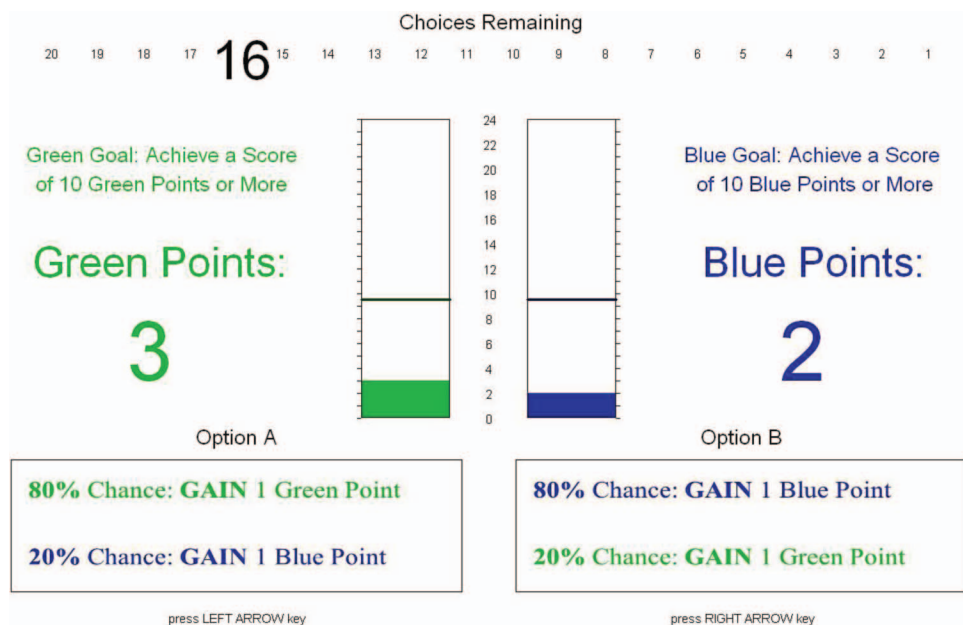 Choices Remaining
20 19 18 17 16 15 14 13 12 11 10 9 8 7 6 5 4 3 2 1
Green Goal: Achieve a Score
of 10 Green Points or More
Green Points:
3
24
22
20
18
16
14
12
10
8
6
4
2
0
Blue Goal: Achieve a Score
of 10 Blue Points or More
Blue Points:
2
Option A
80% Chance: GAIN 1 Green Point
20% Chance: GAIN 1 Blue Point
press LEFT ARROW key
Option B
80% Chance: GAIN 1 Blue Point
20% Chance: GAIN 1 Green Point
press RIGHT ARROW key